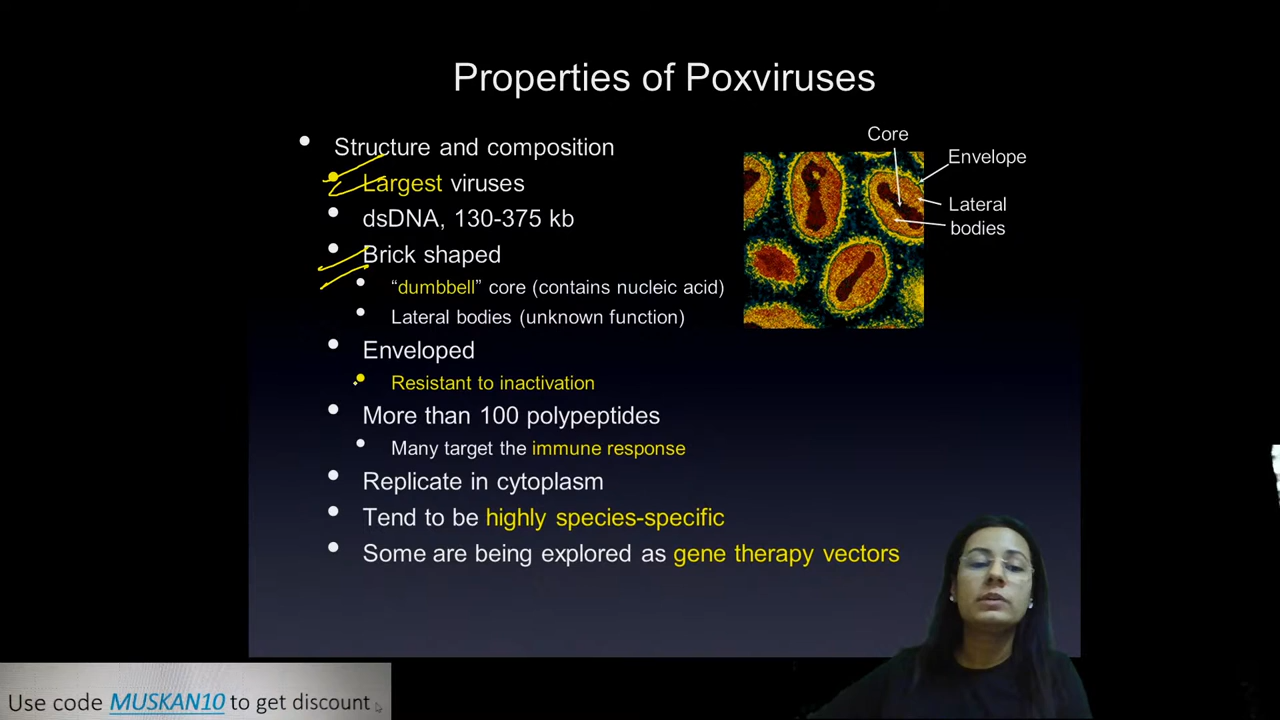 Properties of Poxviruses
Structure and composition
Largest viruses
dsDNA, 130-375 kb
Brick shaped
“dumbbell” core (contains nucleic acid)
Lateral bodies (unknown function)
Enveloped
Resistant to inactivation
More than 100 polypeptides
Many target the immune response
Replicate in cytoplasm
Tend to be highly species-specific
Some are being explored as gene therapy vectors
Core
Envelope
Lateral
bodies
Use code MUSKAN10 to get discount